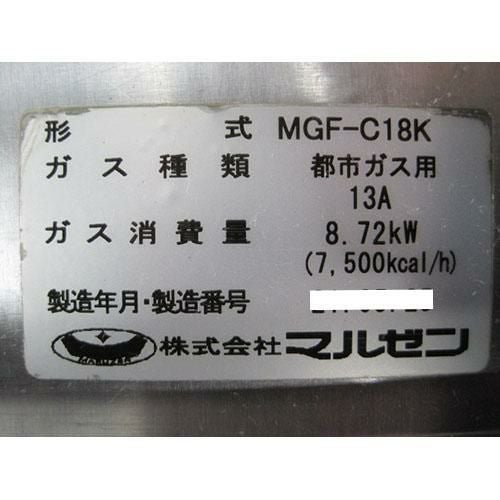 形 式 MGF-C18K
ガス種類 都市ガス用
13A
ガス消費量 8.72kW
(7,500kcal/h)
製造年月・製造番号
MARUZEN 株式会社 マルゼン